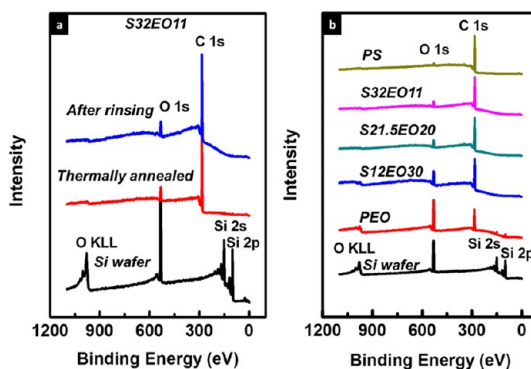 a
S32EO11
C 1s
O 1s
After rinsing
Thermally annealed
Si 2s
Si 2p
O KLL
Si wafer
Intensity
1200 900 600 300 0
Binding Energy (eV)
b
C 1s
O 1s
PS
S32EO11
S21.5EO20
S12EO30
PEO
Si 2s
Si 2p
O KLL
Si wafer
Intensity
1200 900 600 300 0
Binding Energy (eV)